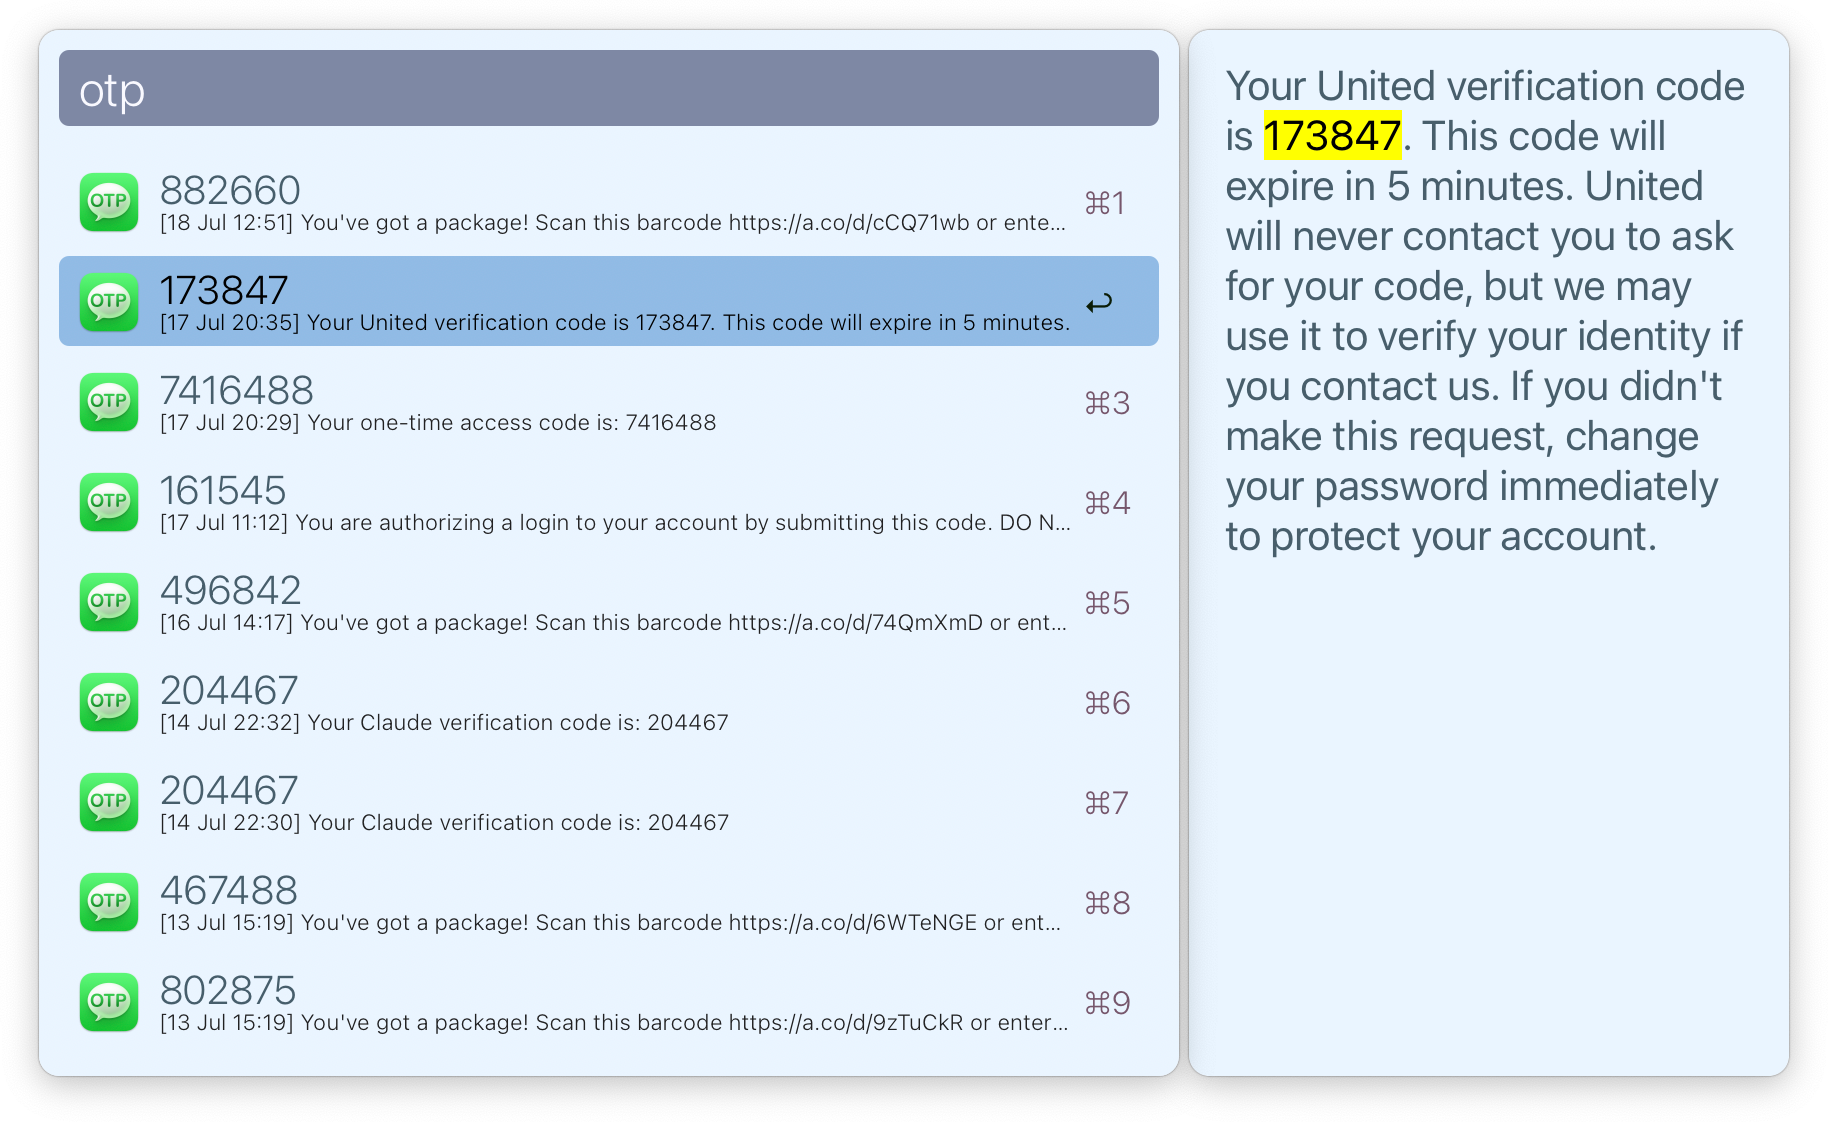 otp
OTP
882660
[18 Jul 12:51] You've got a package! Scan this barcode https://a.co/d/cCQ71wb or ente...
⌘1
OTP
173847
[17 Jul 20:35] Your United verification code is 173847. This code will expire in 5 minutes.
OTP
7416488
[17 Jul 20:29] Your one-time access code is: 7416488
⌘3
OTP
161545
[17 Jul 11:12] You are authorizing a login to your account by submitting this code. DO N...
⌘4
OTP
496842
[16 Jul 14:17] You've got a package! Scan this barcode https://a.co/d/74QmXmD or ent...
⌘5
OTP
204467
[14 Jul 22:32] Your Claude verification code is: 204467
⌘6
OTP
204467
[14 Jul 22:30] Your Claude verification code is: 204467
⌘7
OTP
467488
[13 Jul 15:19] You've got a package! Scan this barcode https://a.co/d/6WTeNGE or ent...
⌘8
OTP
802875
[13 Jul 15:19] You've got a package! Scan this barcode https://a.co/d/9zTuCkR or enter...
⌘9
Your United verification code
is 173847. This code will
expire in 5 minutes. United
will never contact you to ask
for your code, but we may
use it to verify your identity if
you contact us. If you didn't
make this request, change
your password immediately
to protect your account.